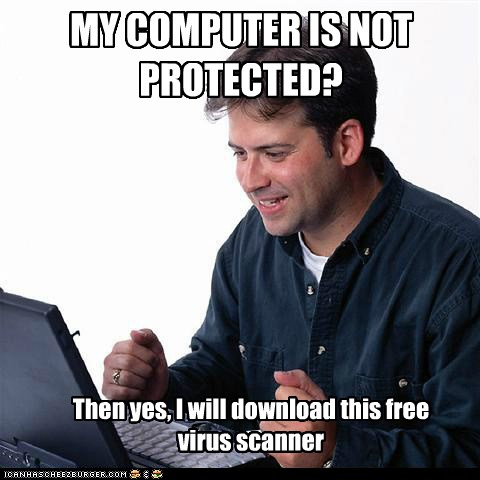 MY COMPUTER IS NOT
PROTECTED?
Then yes, I will download this free
virus scanner
ICANHASCHEEZBURGER.COM